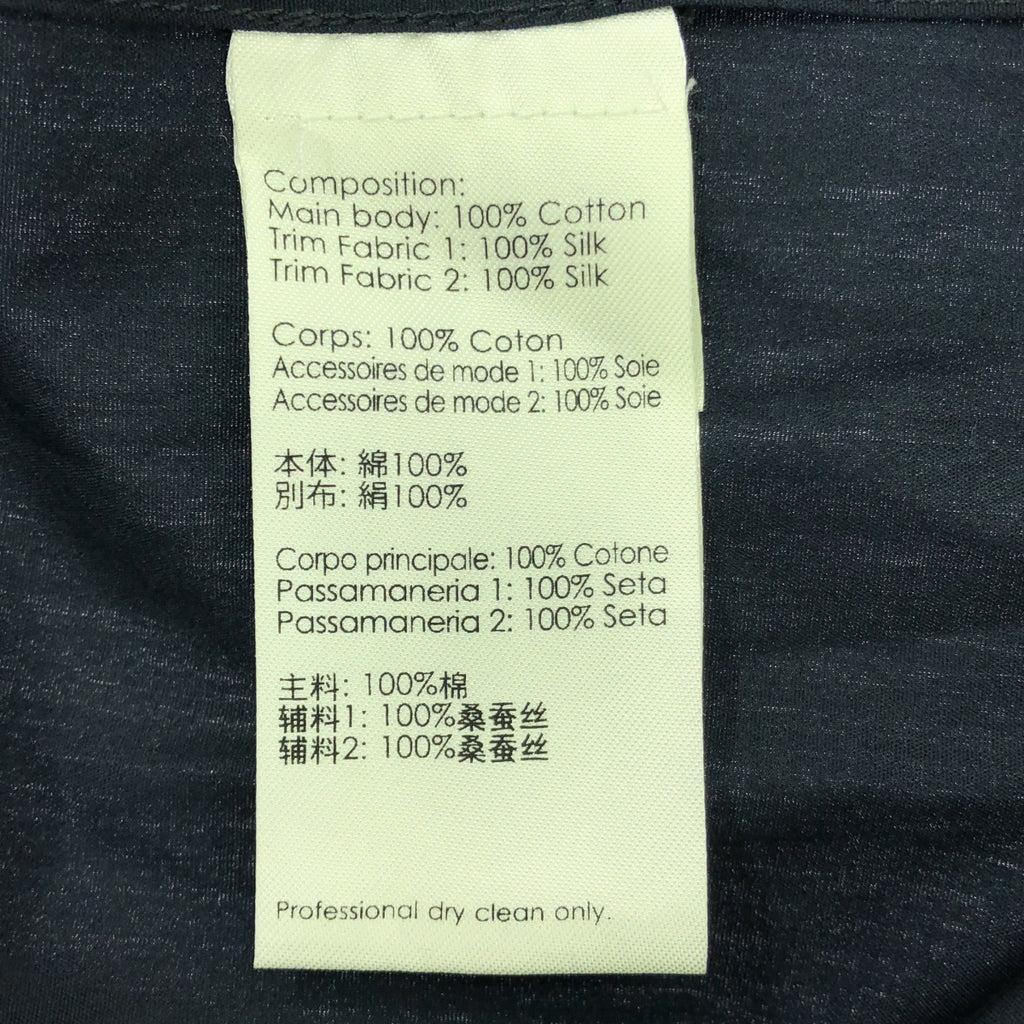 Composition:
Main body: 100% Cotton
Trim Fabric 1: 100% Silk
Trim Fabric 2: 100% Silk
Corps: 100% Coton
Accessoires de mode 1: 100% Soie
Accessoires de mode 2: 100% Soie
本体: 綿100%
別布: 絹100%
Corpo principale: 100% Cotone
Passamaneria 1: 100% Seta
Passamaneria 2: 100% Seta
主料: 100%棉
辅料1: 100%桑蚕丝
辅料2: 100%桑蚕丝
Professional dry clean only.